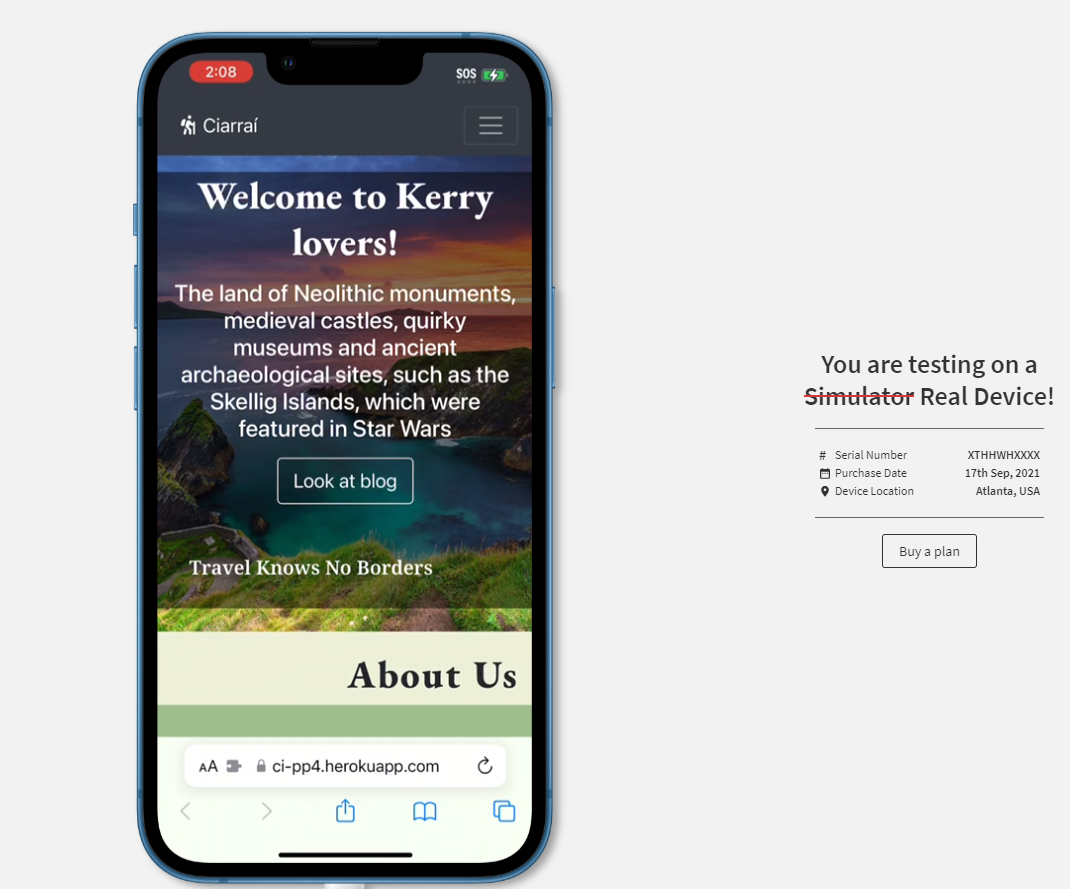 2:08
SOS
Ciarraí
Welcome to Kerry
lovers!
The land of Neolithic monuments,
medieval castles, quirky
museums and ancient
archaeological sites, such as the
Skellig Islands, which were
featured in Star Wars
Look at blog
Travel Knows No Borders
About Us
AA ci-pp4.herokuapp.com
You are testing on a
Simulator Real Device!
# Serial Number XTHHWHXXXX
Purchase Date 17th Sep, 2021
Device Location Atlanta, USA
Buy a plan